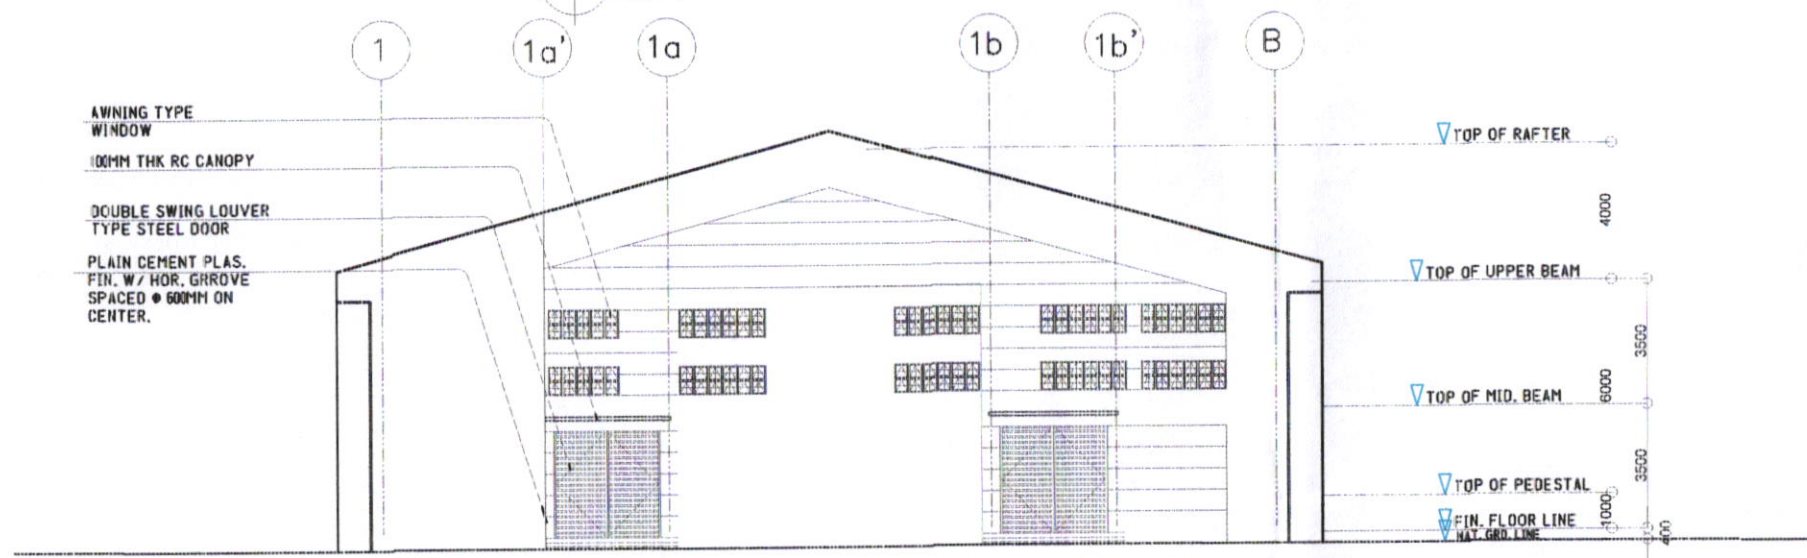 1
1a'
1a
1b
1b'
B
AWNING TYPE
WINDOW
100MM THK RC CANOPY
DOUBLE SWING LOUVER
TYPE STEEL DOOR
PLAIN CEMENT PLAS.
FIN. W/ HOR. GRROVE
SPACED @ 600MM ON
CENTER.
TOP OF RAFTER
4000
TOP OF UPPER BEAM
3500
6000
TOP OF MID. BEAM
3500
TOP OF PEDESTAL
1000
FIN. FLOOR LINE
NAT. GRD. LINE
400